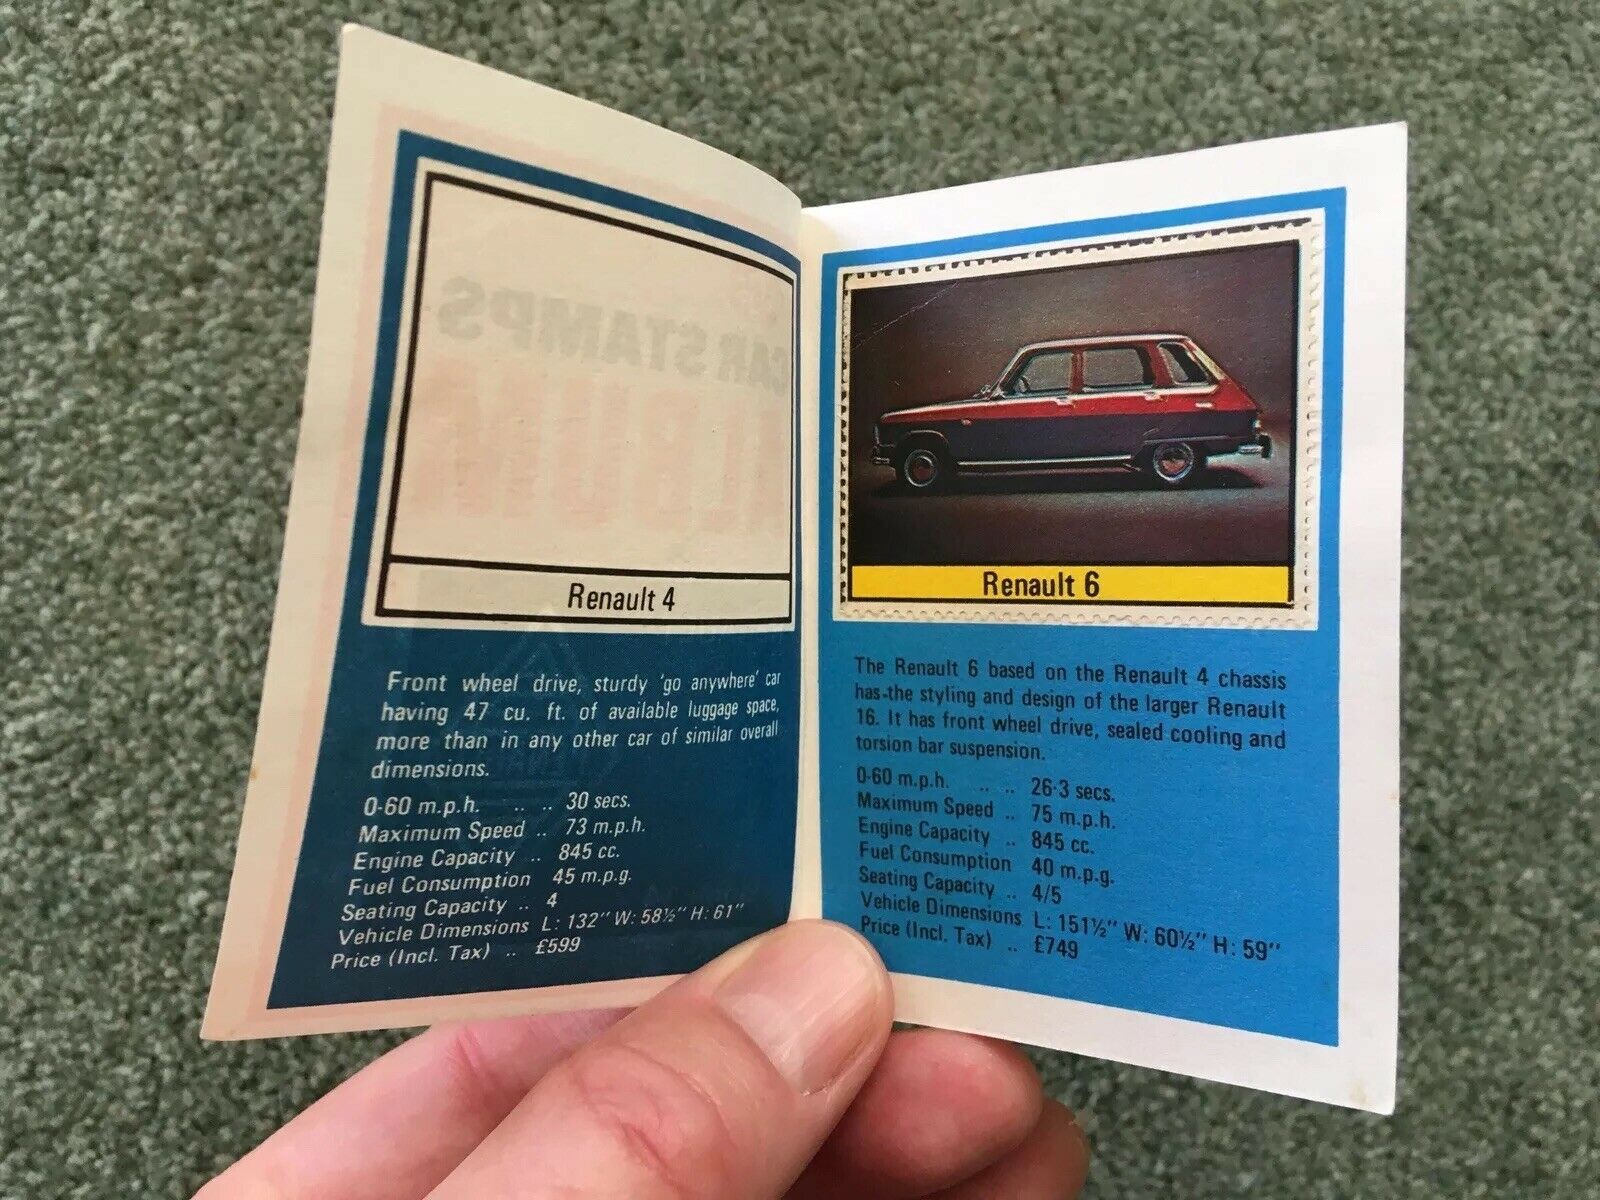 CAR STAMPS
ALBUM
Renault 4
Front wheel drive, sturdy 'go anywhere' car
having 47 cu. ft. of available luggage space,
more than in any other car of similar overall
dimensions.
0-60 m.p.h. .. .. 30 secs.
Maximum Speed .. 73 m.p.h.
Engine Capacity .. 845 cc.
Fuel Consumption 45 m.p.g.
Seating Capacity .. 4
Vehicle Dimensions L: 132" W: 58½" H: 61"
Price (Incl. Tax) .. £599
Renault 6
The Renault 6 based on the Renault 4 chassis
has the styling and design of the larger Renault
16. It has front wheel drive, sealed cooling and
torsion bar suspension.
0-60 m.p.h. .. .. 26·3 secs.
Maximum Speed .. 75 m.p.h.
Engine Capacity .. 845 cc.
Fuel Consumption 40 m.p.g.
Seating Capacity .. 4/5
Vehicle Dimensions L: 151½" W: 60½" H: 59"
Price (Incl. Tax) .. £749